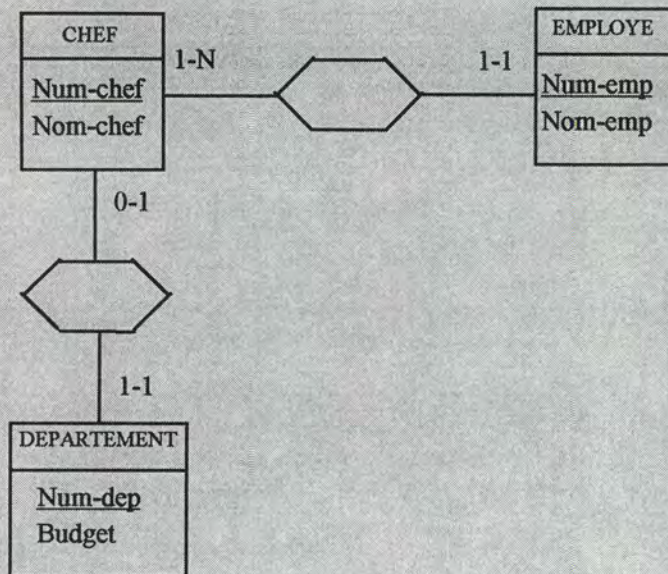 CHEF
Num-chef
Nom-chef
1-N
1-1
EMPLOYE
Num-emp
Nom-emp
0-1
1-1
DEPARTEMENT
Num-dep
Budget